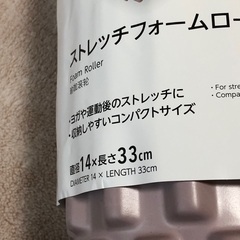 ストレッチフォームロー
Foam Roller
・ヨガや運動後のストレッチに
・収納しやすいコンパクトサイズ
・For stre
・Compa
直径14×長さ33cm
DIAMETER 14 × LENGTH 33cm